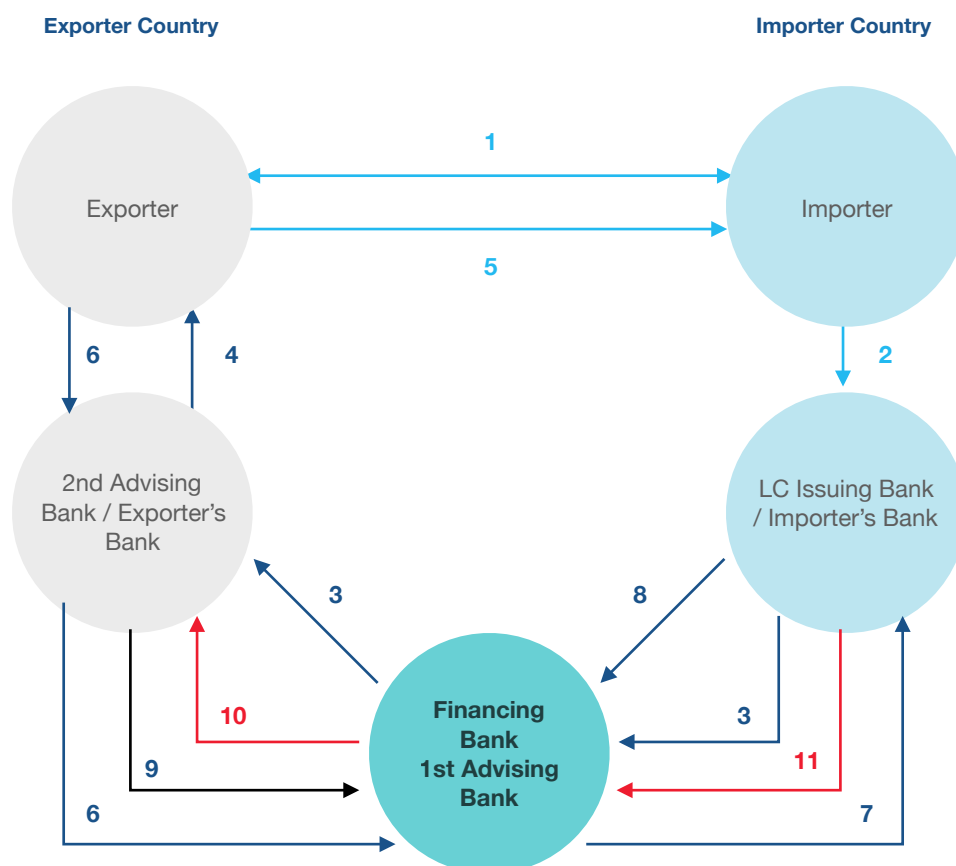 Exporter Country
Importer Country
1
Exporter
Importer
5
6
4
2
2nd Advising
Bank / Exporter's
Bank
LC Issuing Bank
/ Importer's Bank
3
8
Financing
Bank
1st Advising
Bank
10
3
9
11
6
7